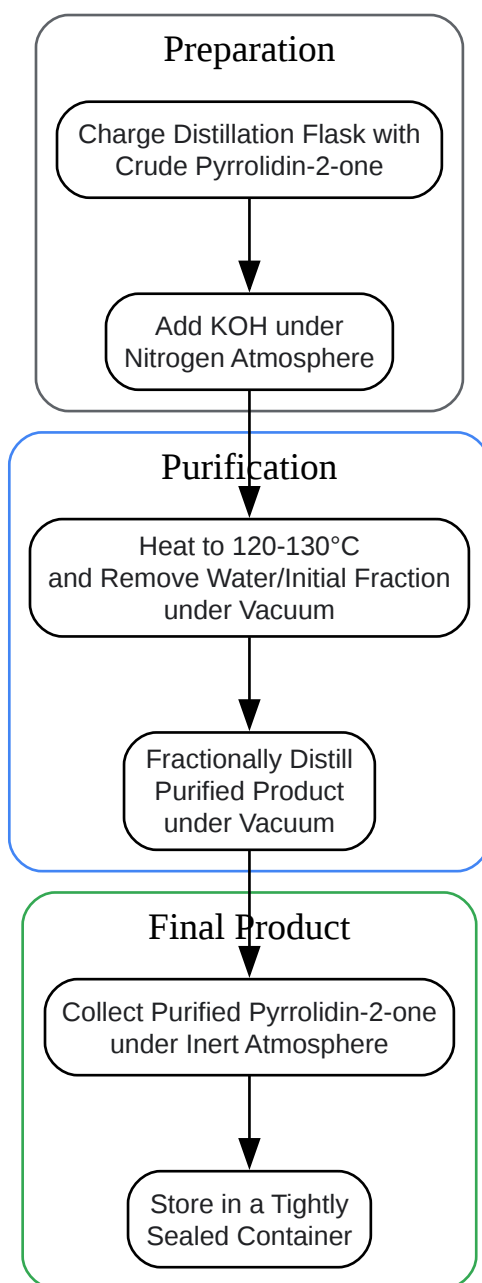 Preparation
Charge Distillation Flask with
Crude Pyrrolidin-2-one
Add KOH under
Nitrogen Atmosphere
Purification
Heat to 120-130°C
and Remove Water/Initial Fraction
under Vacuum
Fractionally Distill
Purified Product
under Vacuum
Final Product
Collect Purified Pyrrolidin-2-one
under Inert Atmosphere
Store in a Tightly
Sealed Container